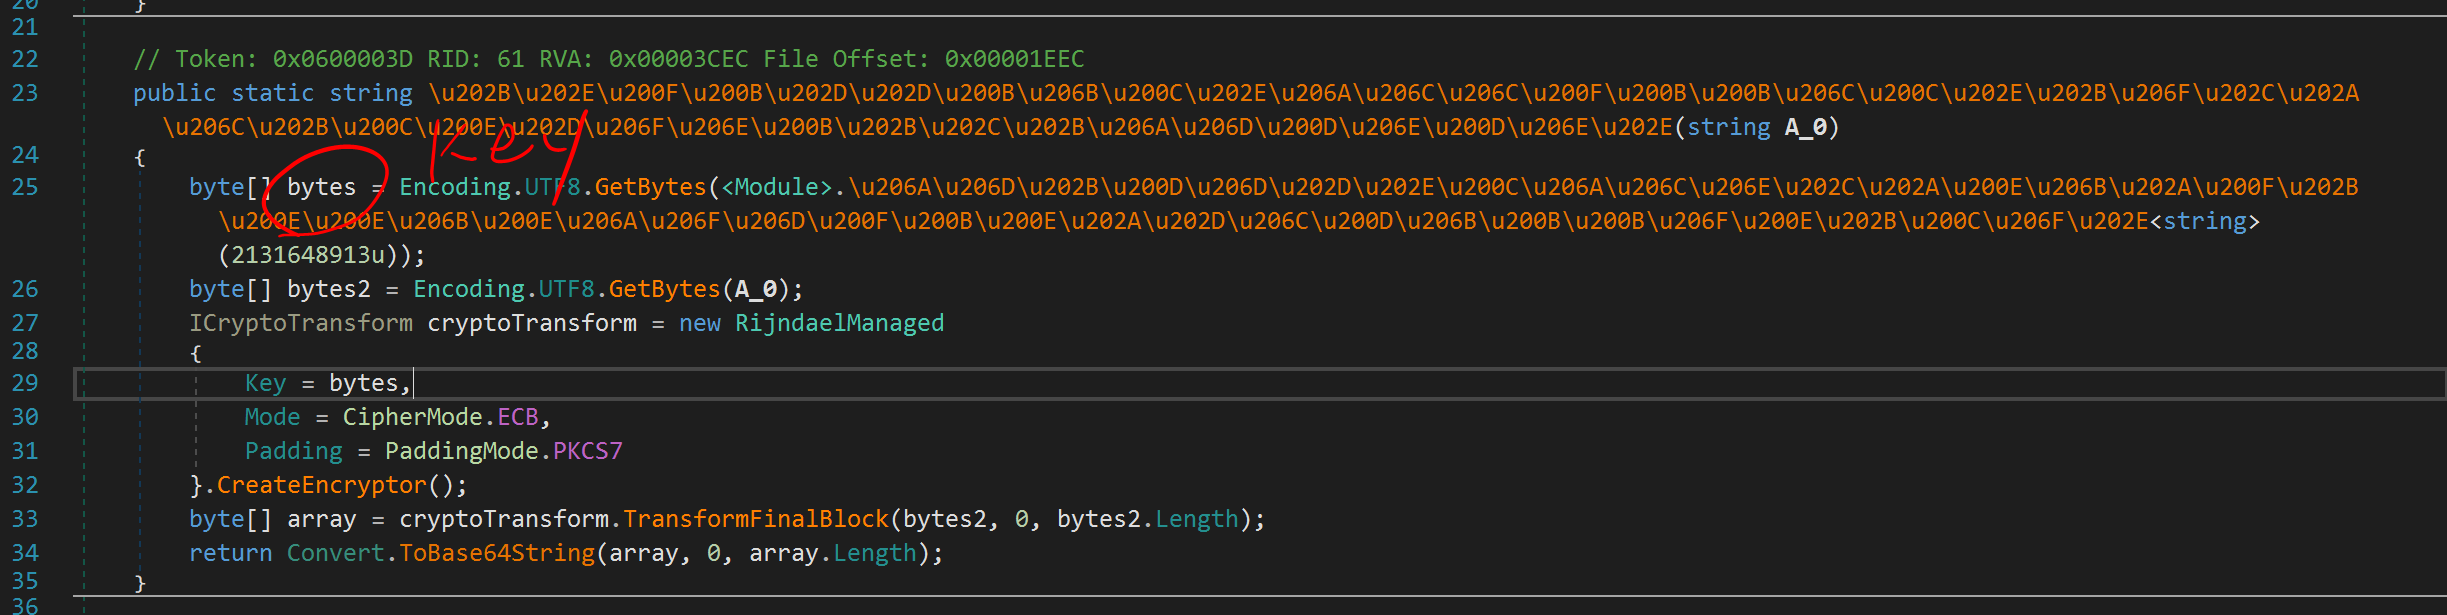 20 }
21
22 // Token: 0x0600003D RID: 61 RVA: 0x00003CEC File Offset: 0x00001EEC
23 public static string \u202B\u202E\u200F\u200B\u202D\u202D\u200B\u206B\u200C\u202E\u206A\u206C\u206C\u200F\u200B\u200B\u206C\u200C\u202E\u202B\u206F\u202C\u202A
\u206C\u202B\u200C\u200E\u202D\u206F\u206E\u200B\u202B\u202C\u202B\u206A\u206D\u200D\u206E\u200D\u206E\u202E(string A_0)
key
24 {
25 byte[] bytes = Encoding.UTF8.GetBytes(<Module>.\u206A\u206D\u202B\u200D\u206D\u202D\u202E\u200C\u206A\u206C\u206E\u202C\u202A\u200E\u206B\u202A\u200F\u202B
\u200E\u200E\u206B\u200E\u206A\u206F\u206D\u200F\u200B\u200E\u202A\u202D\u206C\u200D\u206B\u200B\u200B\u206F\u200E\u202B\u200C\u206F\u202E<string>
(2131648913u));
26 byte[] bytes2 = Encoding.UTF8.GetBytes(A_0);
27 ICryptoTransform cryptoTransform = new RijndaelManaged
28 {
29 Key = bytes,
30 Mode = CipherMode.ECB,
31 Padding = PaddingMode.PKCS7
32 }.CreateEncryptor();
33 byte[] array = cryptoTransform.TransformFinalBlock(bytes2, 0, bytes2.Length);
34 return Convert.ToBase64String(array, 0, array.Length);
35 }
36